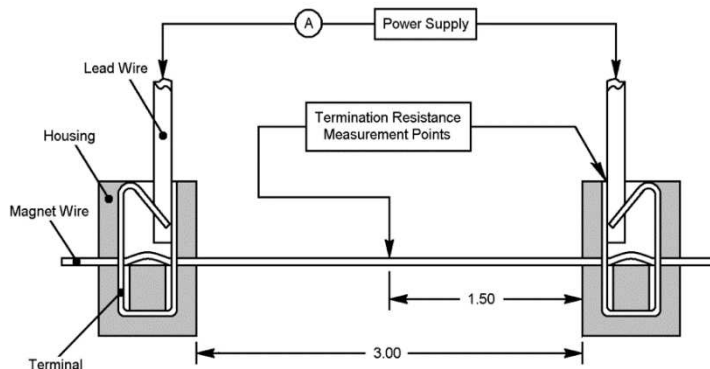 A
Power Supply
Lead Wire
Termination Resistance
Measurement Points
Housing
Magnet Wire
1.50
3.00
Terminal